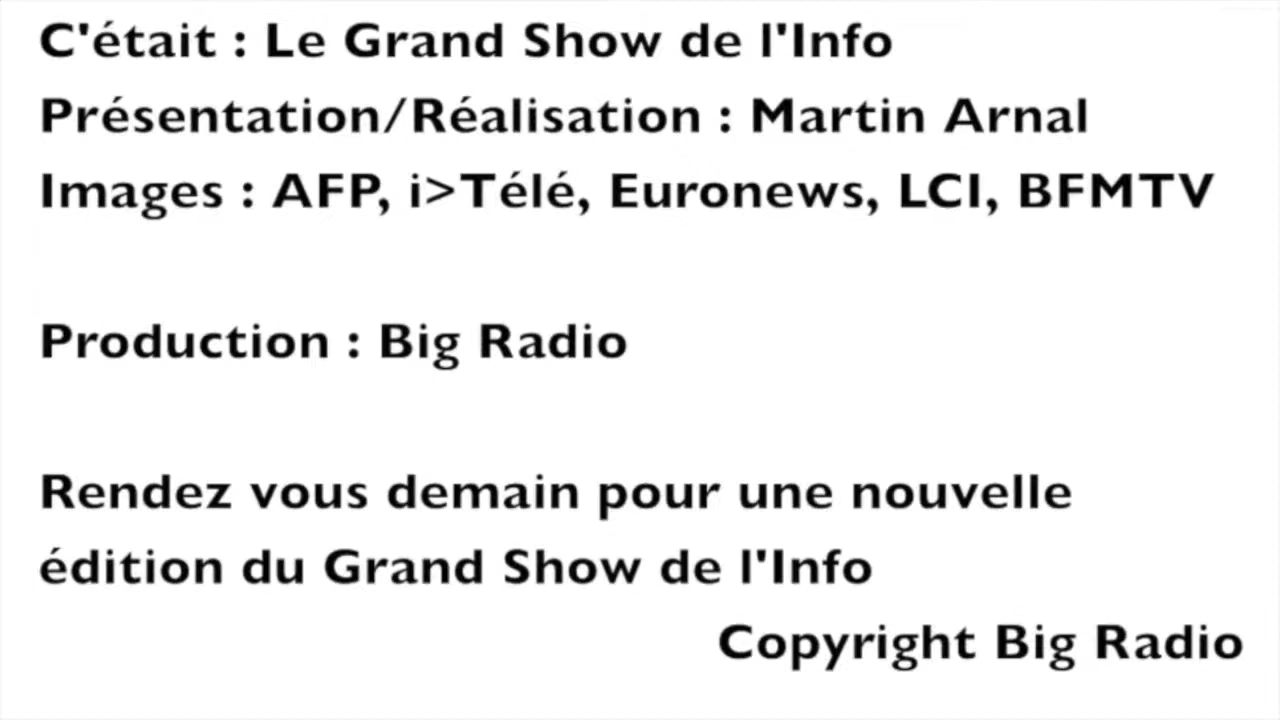 C'était : Le Grand Show de l'Info
Présentation/Réalisation : Martin Arnal
Images : AFP, i>Télé, Euronews, LCI, BFMTV
Production : Big Radio
Rendez vous demain pour une nouvelle
édition du Grand Show de l'Info
Copyright Big Radio